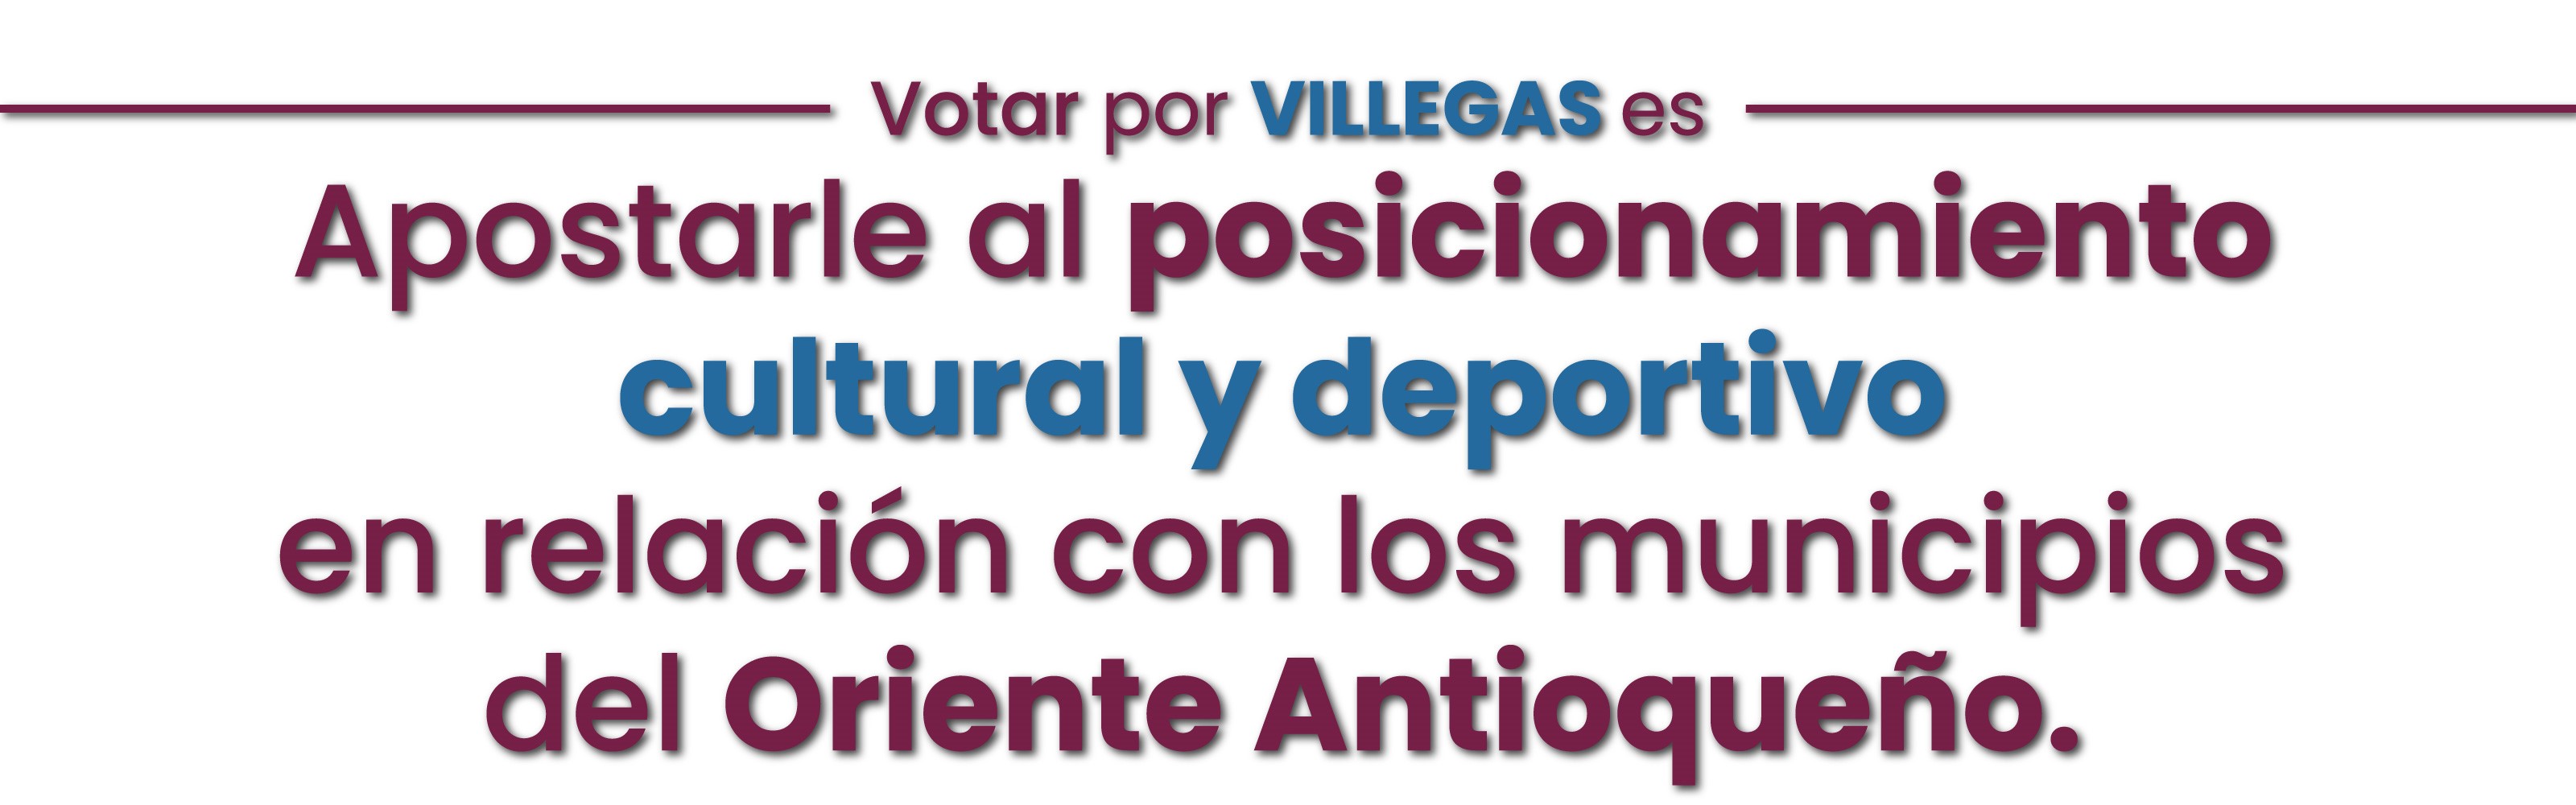 Votar por VILLEGAS es
Apostarle al posicionamiento
cultural y deportivo
en relación con los municipios
del Oriente Antioqueño.